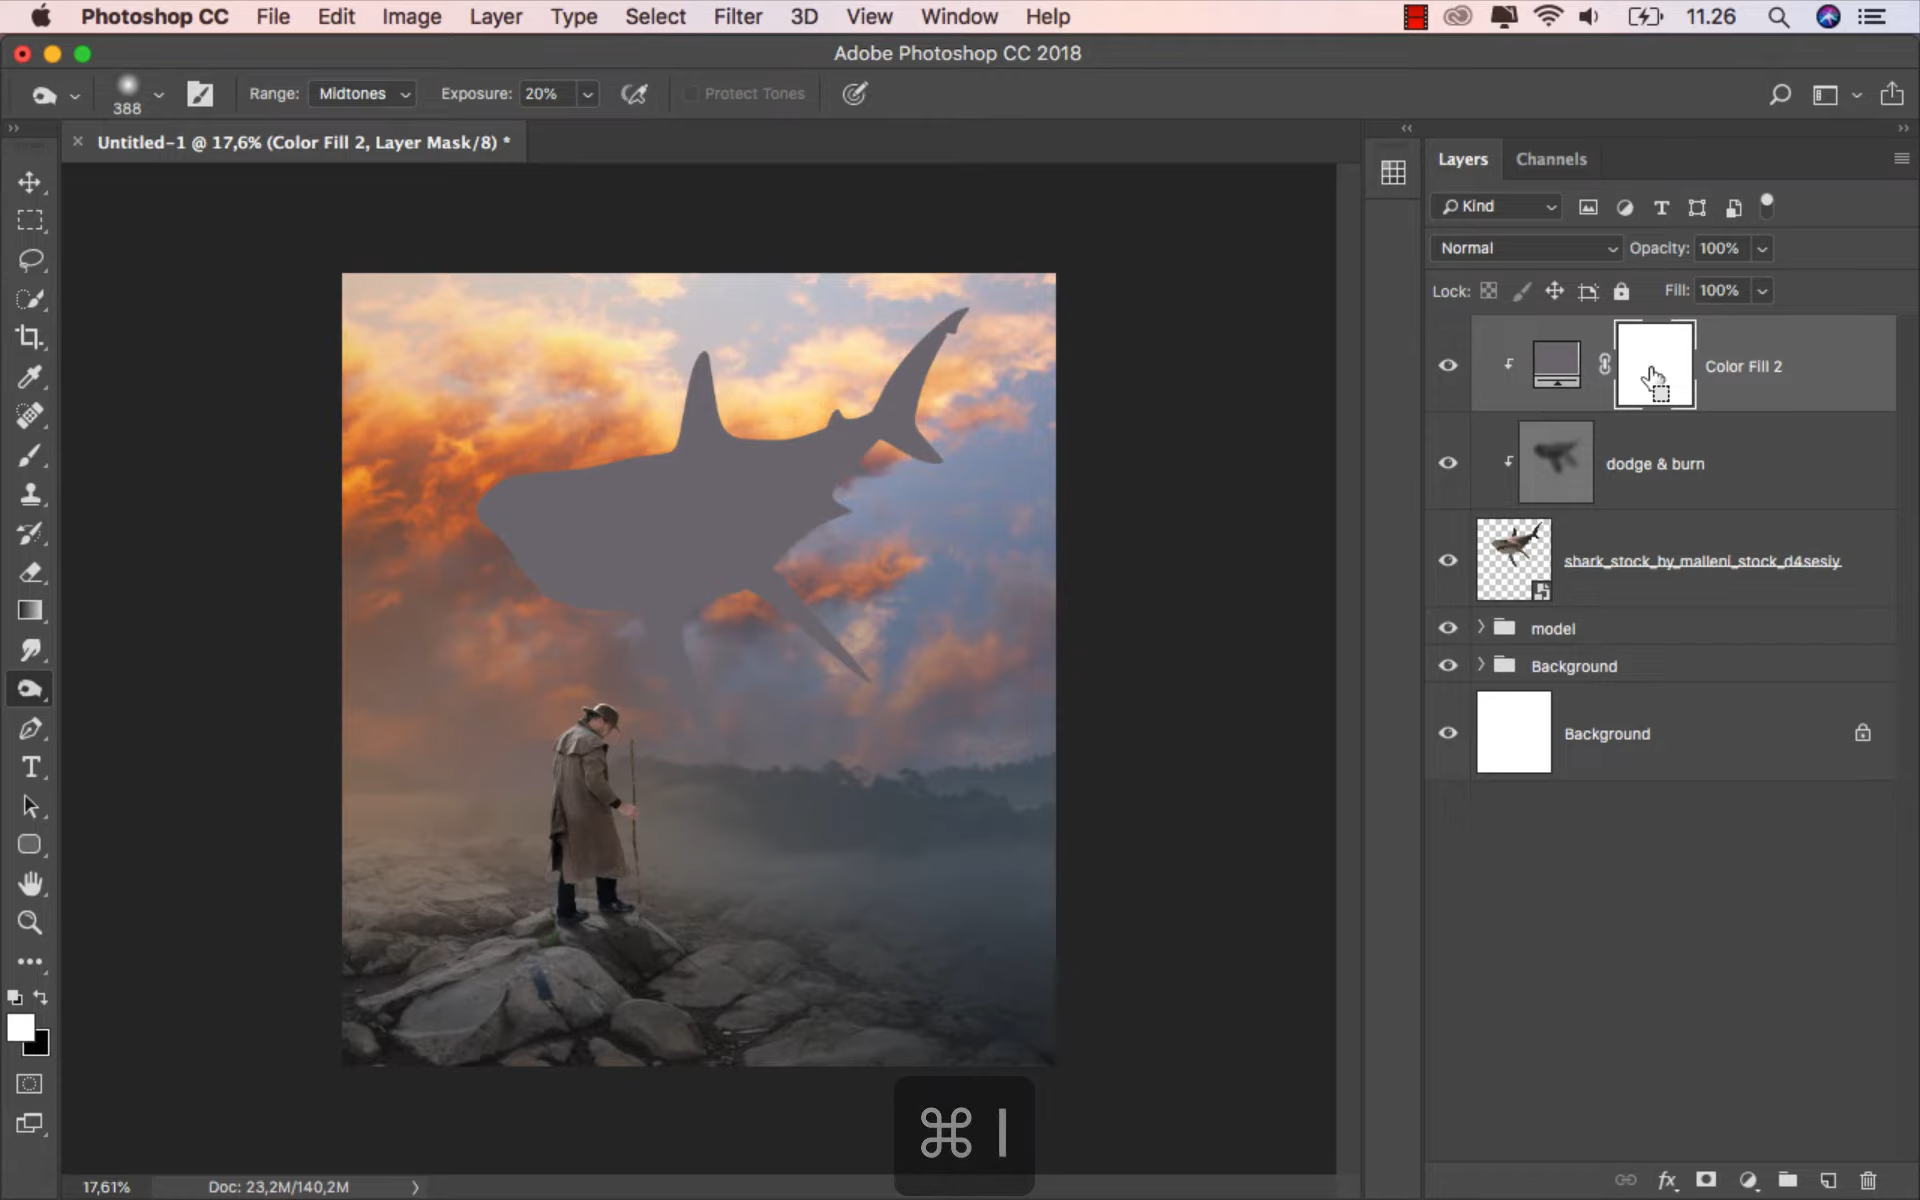 Photoshop CC File Edit Image Layer Type Select Filter 3D View Window Help 11.26
Adobe Photoshop CC 2018
388 Range: Midtones Exposure: 20% Protect Tones
Untitled-1 @ 17,6% (Color Fill 2, Layer Mask/8) *
Layers Channels
Kind
Normal Opacity: 100%
Lock: Fill: 100%
Color Fill 2
dodge & burn
shark_stock_by_malleni_stock_d4sesiy
model
Background
Background
⌘ I
17,61% Doc: 23,2M/140,2M